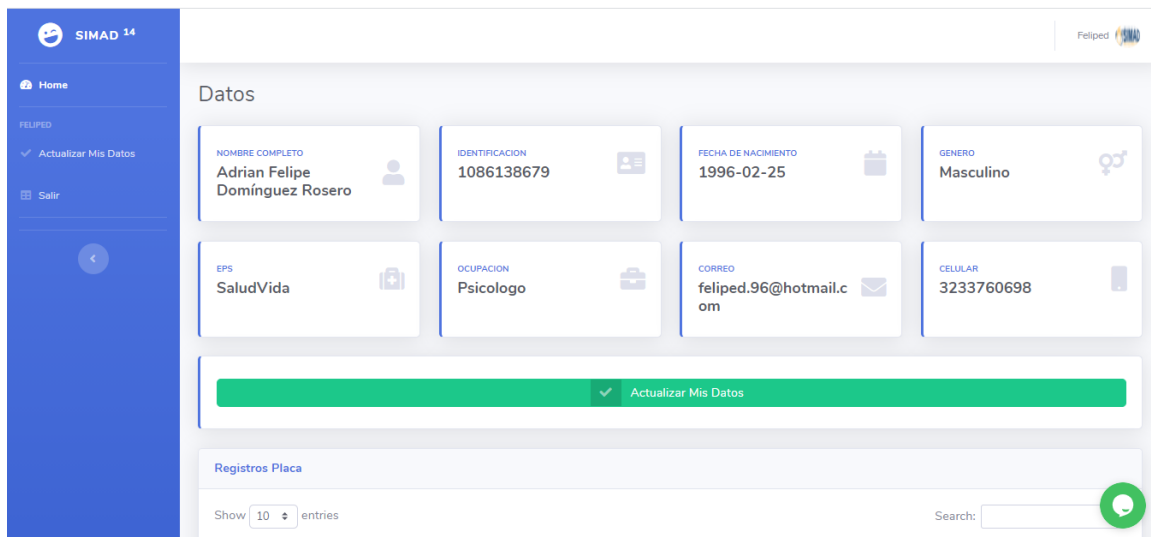 SIMAD 14
Feliped
SIMAD
Home
FELIPED
Actualizar Mis Datos
Salir
Datos
NOMBRE COMPLETO
Adrian Felipe
Domínguez Rosero
IDENTIFICACION
1086138679
FECHA DE NACIMIENTO
1996-02-25
GENERO
Masculino
EPS
SaludVida
OCUPACION
Psicologo
CORREO
feliped.96@hotmail.c
om
CELULAR
3233760698
Actualizar Mis Datos
Registros Placa
Show 10 entries
Search: